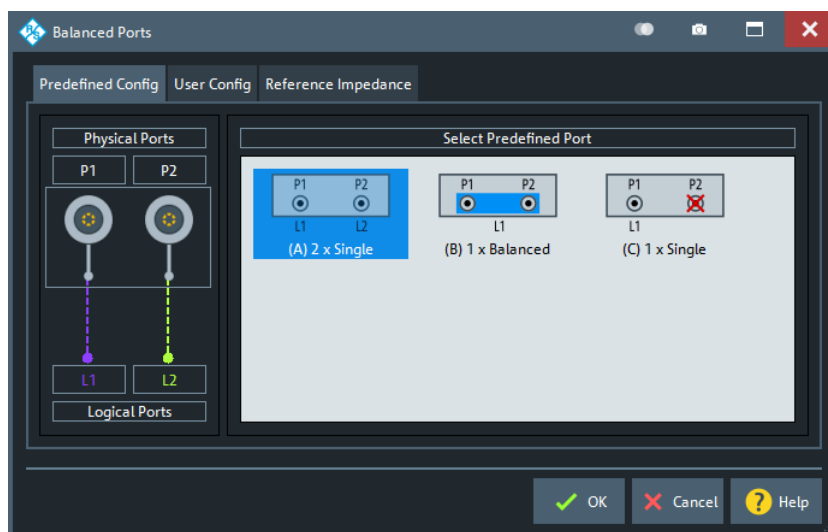 Balanced Ports
Predefined Config User Config Reference Impedance
Physical Ports
P1 P2
L1 L2
Logical Ports
Select Predefined Port
P1 P2
L1 L2
(A) 2 x Single
P1 P2
L1
(B) 1 x Balanced
P1 P2
L1
(C) 1 x Single
OK Cancel ? Help